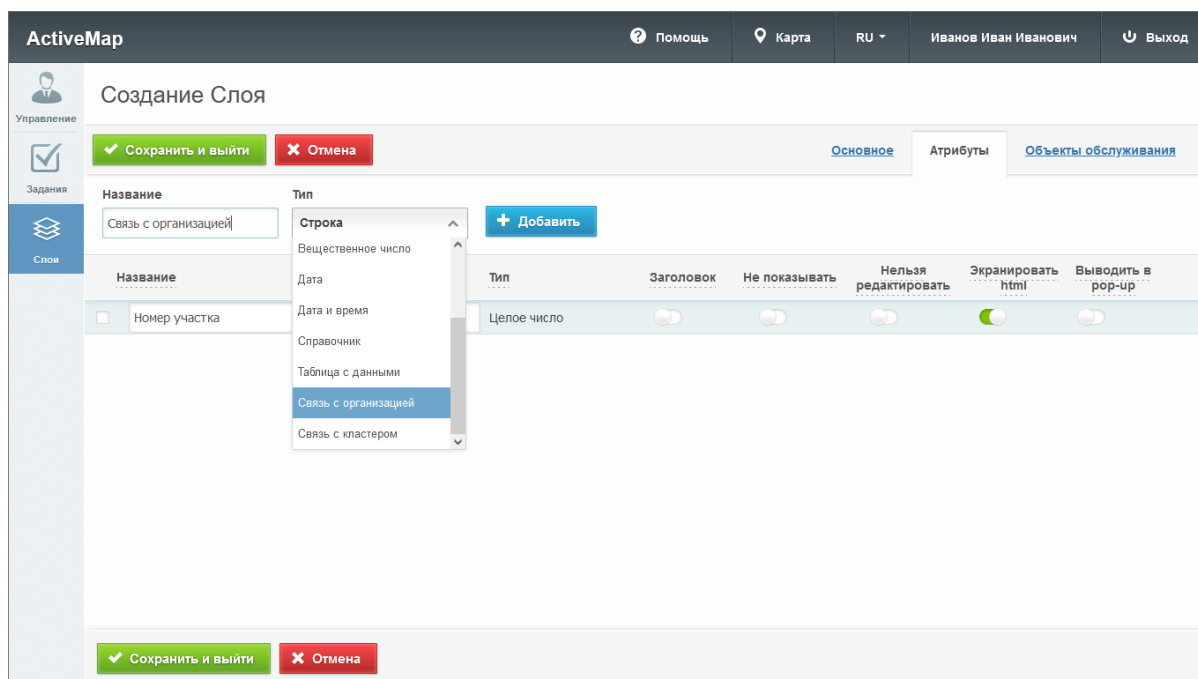 ActiveMap
Помощь
Карта
RU
Иванов Иван Иванович
Выход
Управление
Задания
Слои
Создание Слоя
Сохранить и выйти
Отмена
Основное
Атрибуты
Объекты обслуживания
Название
Тип
Связь с организацией
Строка
Добавить
Вещественное число
Дата
Дата и время
Справочник
Таблица с данными
Связь с организацией
Связь с кластером
Название
Тип
Заголовок
Не показывать
Нельзя
редактировать
Экранировать
html
Выводить в
pop-up
Номер участка
Целое число
Сохранить и выйти
Отмена